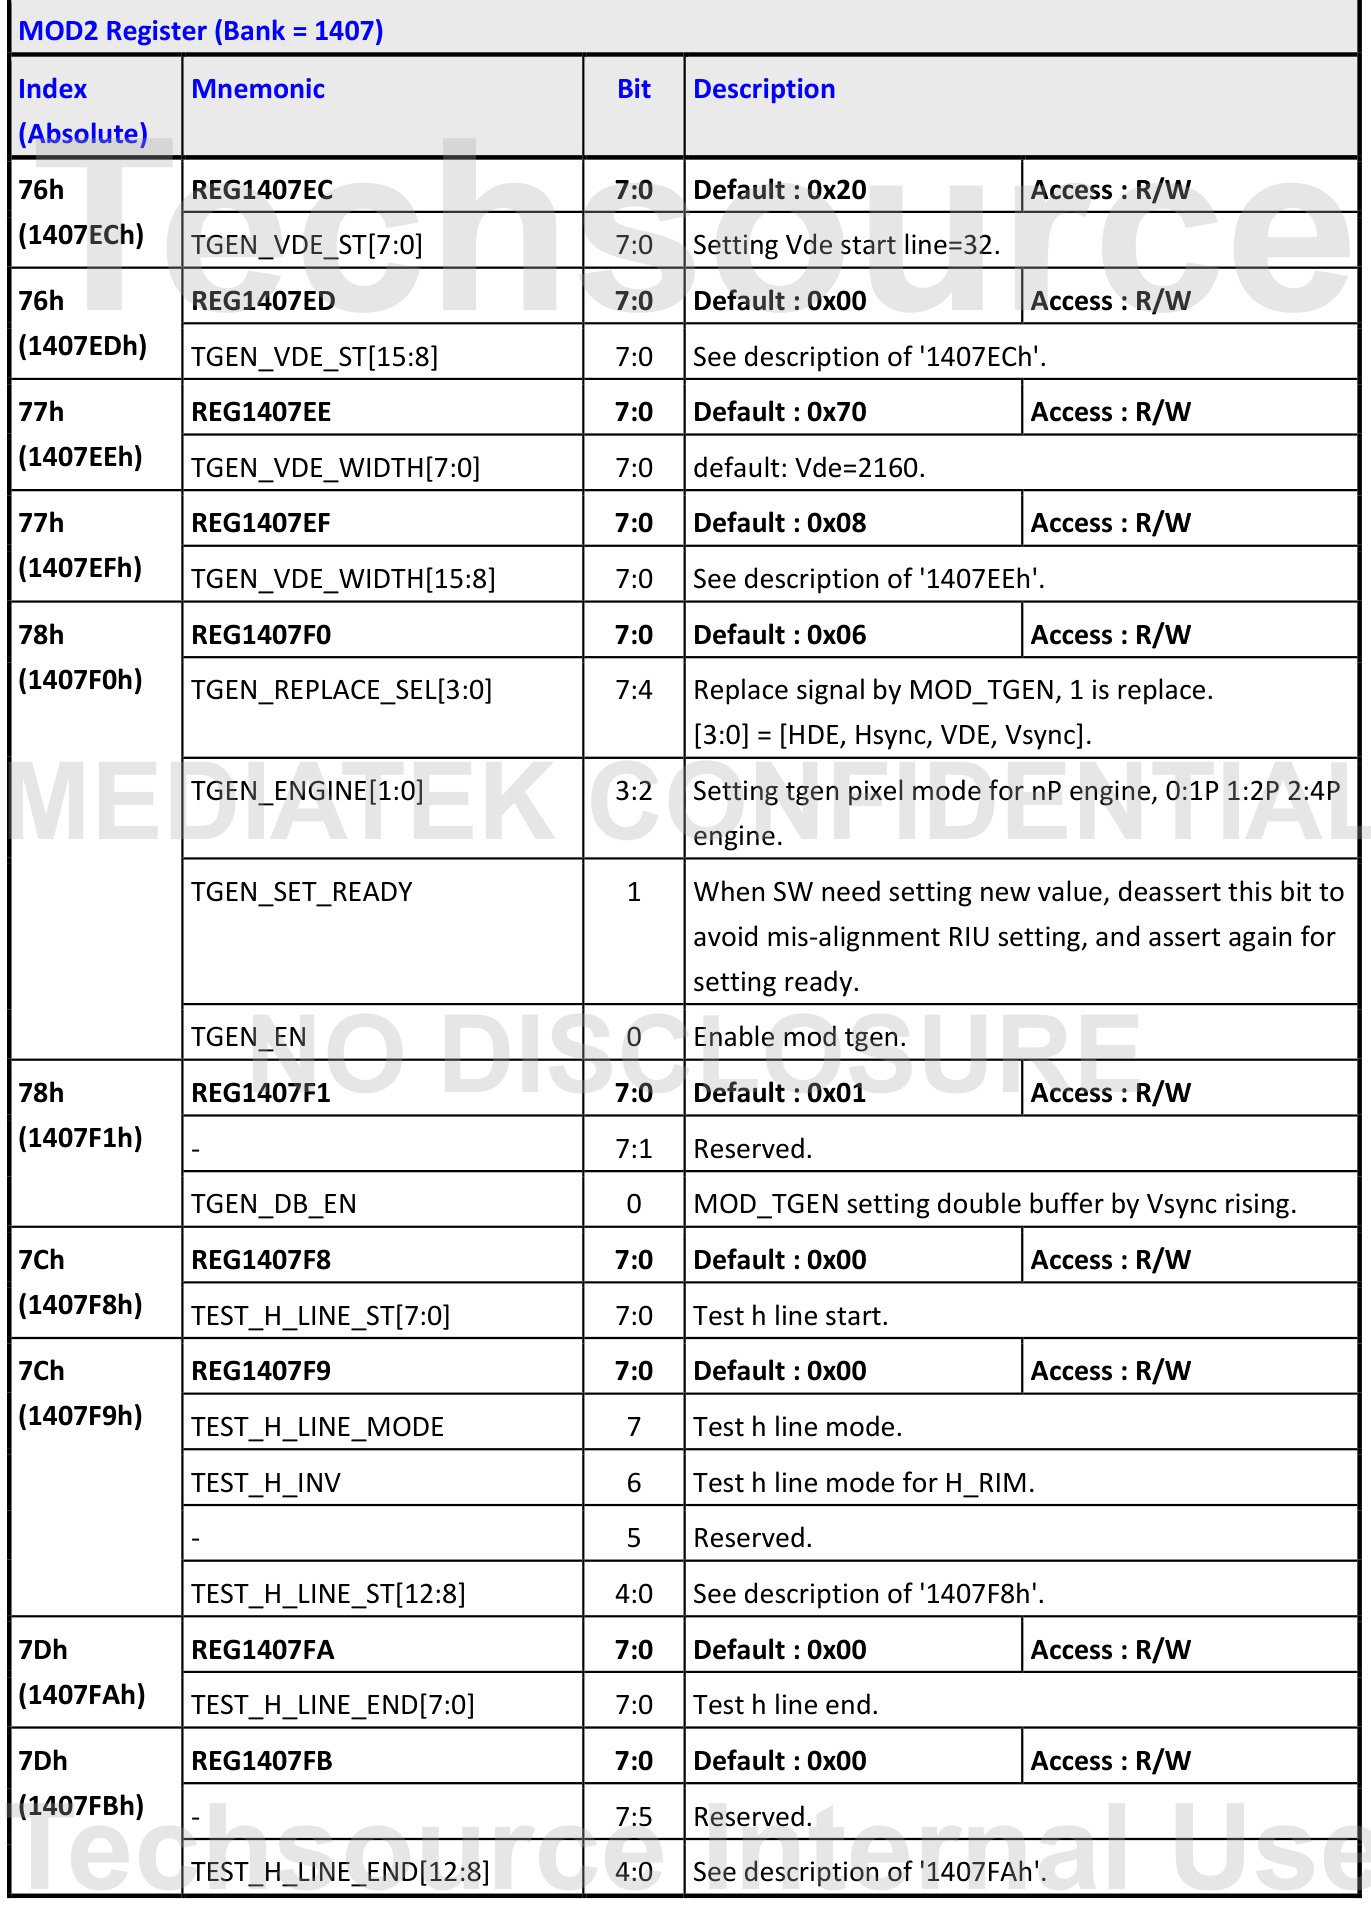 MOD2 Register (Bank = 1407)
Index Mnemonic Bit Description
(Absolute)
76h REG1407EC 7:0 Default : 0x20 Access : R/W
(1407ECh) TGEN_VDE_ST[7:0] 7:0 Setting Vde start line=32.
Techsource
76h REG1407ED 7:0 Default : 0x00 Access : R/W
(1407EDh) TGEN_VDE_ST[15:8] 7:0 See description of '1407ECh'.
77h REG1407EE 7:0 Default : 0x70 Access : R/W
(1407EEh) TGEN_VDE_WIDTH[7:0] 7:0 default: Vde=2160.
77h REG1407EF 7:0 Default : 0x08 Access : R/W
(1407EFh) TGEN_VDE_WIDTH[15:8] 7:0 See description of '1407EEh'.
78h REG1407F0 7:0 Default : 0x06 Access : R/W
(1407F0h) TGEN_REPLACE_SEL[3:0] 7:4 Replace signal by MOD_TGEN, 1 is replace.
[3:0] = [HDE, Hsync, VDE, Vsync].
TGEN_ENGINE[1:0] 3:2 Setting tgen pixel mode for nP engine, 0:1P 1:2P 2:4P
engine.
MEDIATEK CONFIDENTIAL
TGEN_SET_READY 1 When SW need setting new value, deassert this bit to
avoid mis-alignment RIU setting, and assert again for
setting ready.
TGEN_EN 0 Enable mod tgen.
NO DISCLOSURE
78h REG1407F1 7:0 Default : 0x01 Access : R/W
(1407F1h) - 7:1 Reserved.
TGEN_DB_EN 0 MOD_TGEN setting double buffer by Vsync rising.
7Ch REG1407F8 7:0 Default : 0x00 Access : R/W
(1407F8h) TEST_H_LINE_ST[7:0] 7:0 Test h line start.
7Ch REG1407F9 7:0 Default : 0x00 Access : R/W
(1407F9h) TEST_H_LINE_MODE 7 Test h line mode.
TEST_H_INV 6 Test h line mode for H_RIM.
- 5 Reserved.
TEST_H_LINE_ST[12:8] 4:0 See description of '1407F8h'.
7Dh REG1407FA 7:0 Default : 0x00 Access : R/W
(1407FAh) TEST_H_LINE_END[7:0] 7:0 Test h line end.
7Dh REG1407FB 7:0 Default : 0x00 Access : R/W
(1407FBh) - 7:5 Reserved.
TEST_H_LINE_END[12:8] 4:0 See description of '1407FAh'.
Techsource Internal Use